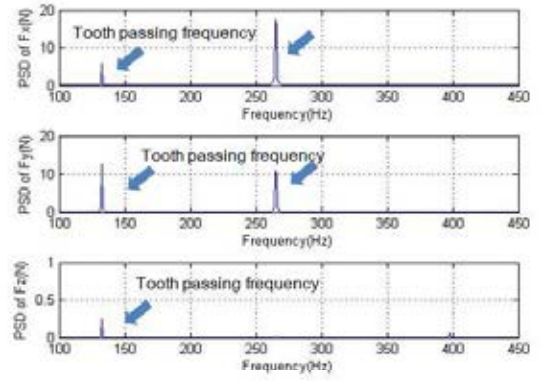 20
10
0
PSD of Fx(N)
Tooth passing frequency
100 150 200 250 300 350 400 450
Frequency(Hz)
20
10
0
PSD of Fy(N)
Tooth passing frequency
100 150 200 250 300 350 400 450
Frequency(Hz)
1
0.5
0
PSD of Fz(N)
Tooth passing frequency
100 150 200 250 300 350 400 450
Frequency(Hz)